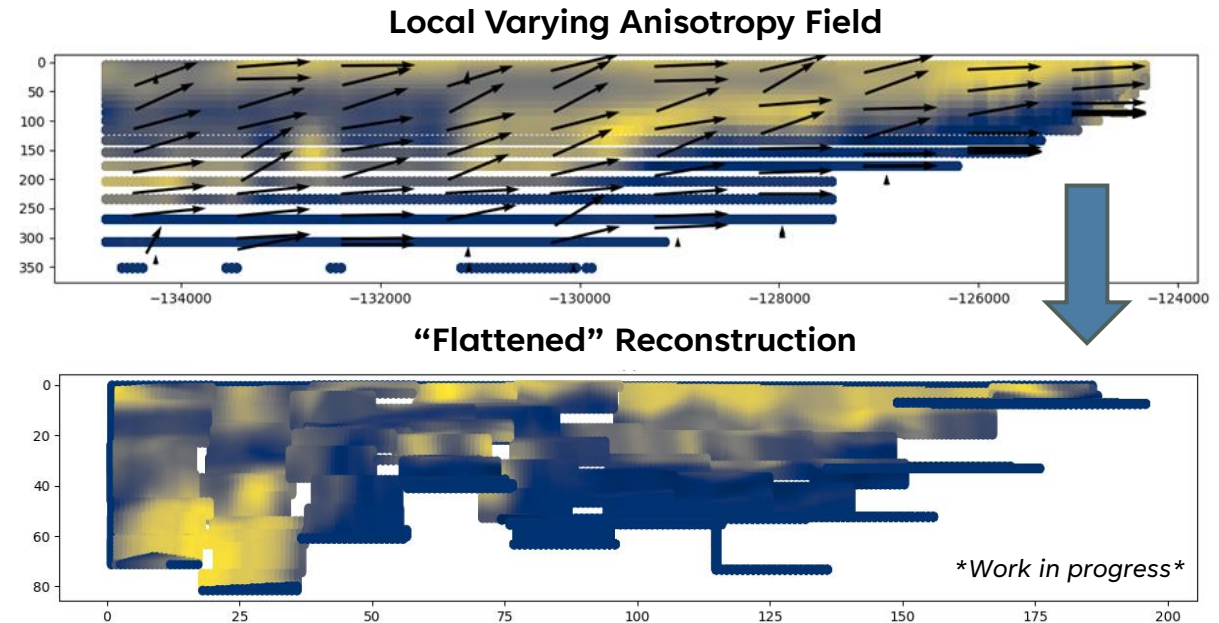 Local Varying Anisotropy Field
0
50
100
150
200
250
300
350
−134000 −132000 −130000 −128000 −126000 −124000
“Flattened” Reconstruction
0
20
40
60
80
*Work in progress*
0 25 50 75 100 125 150 175 200